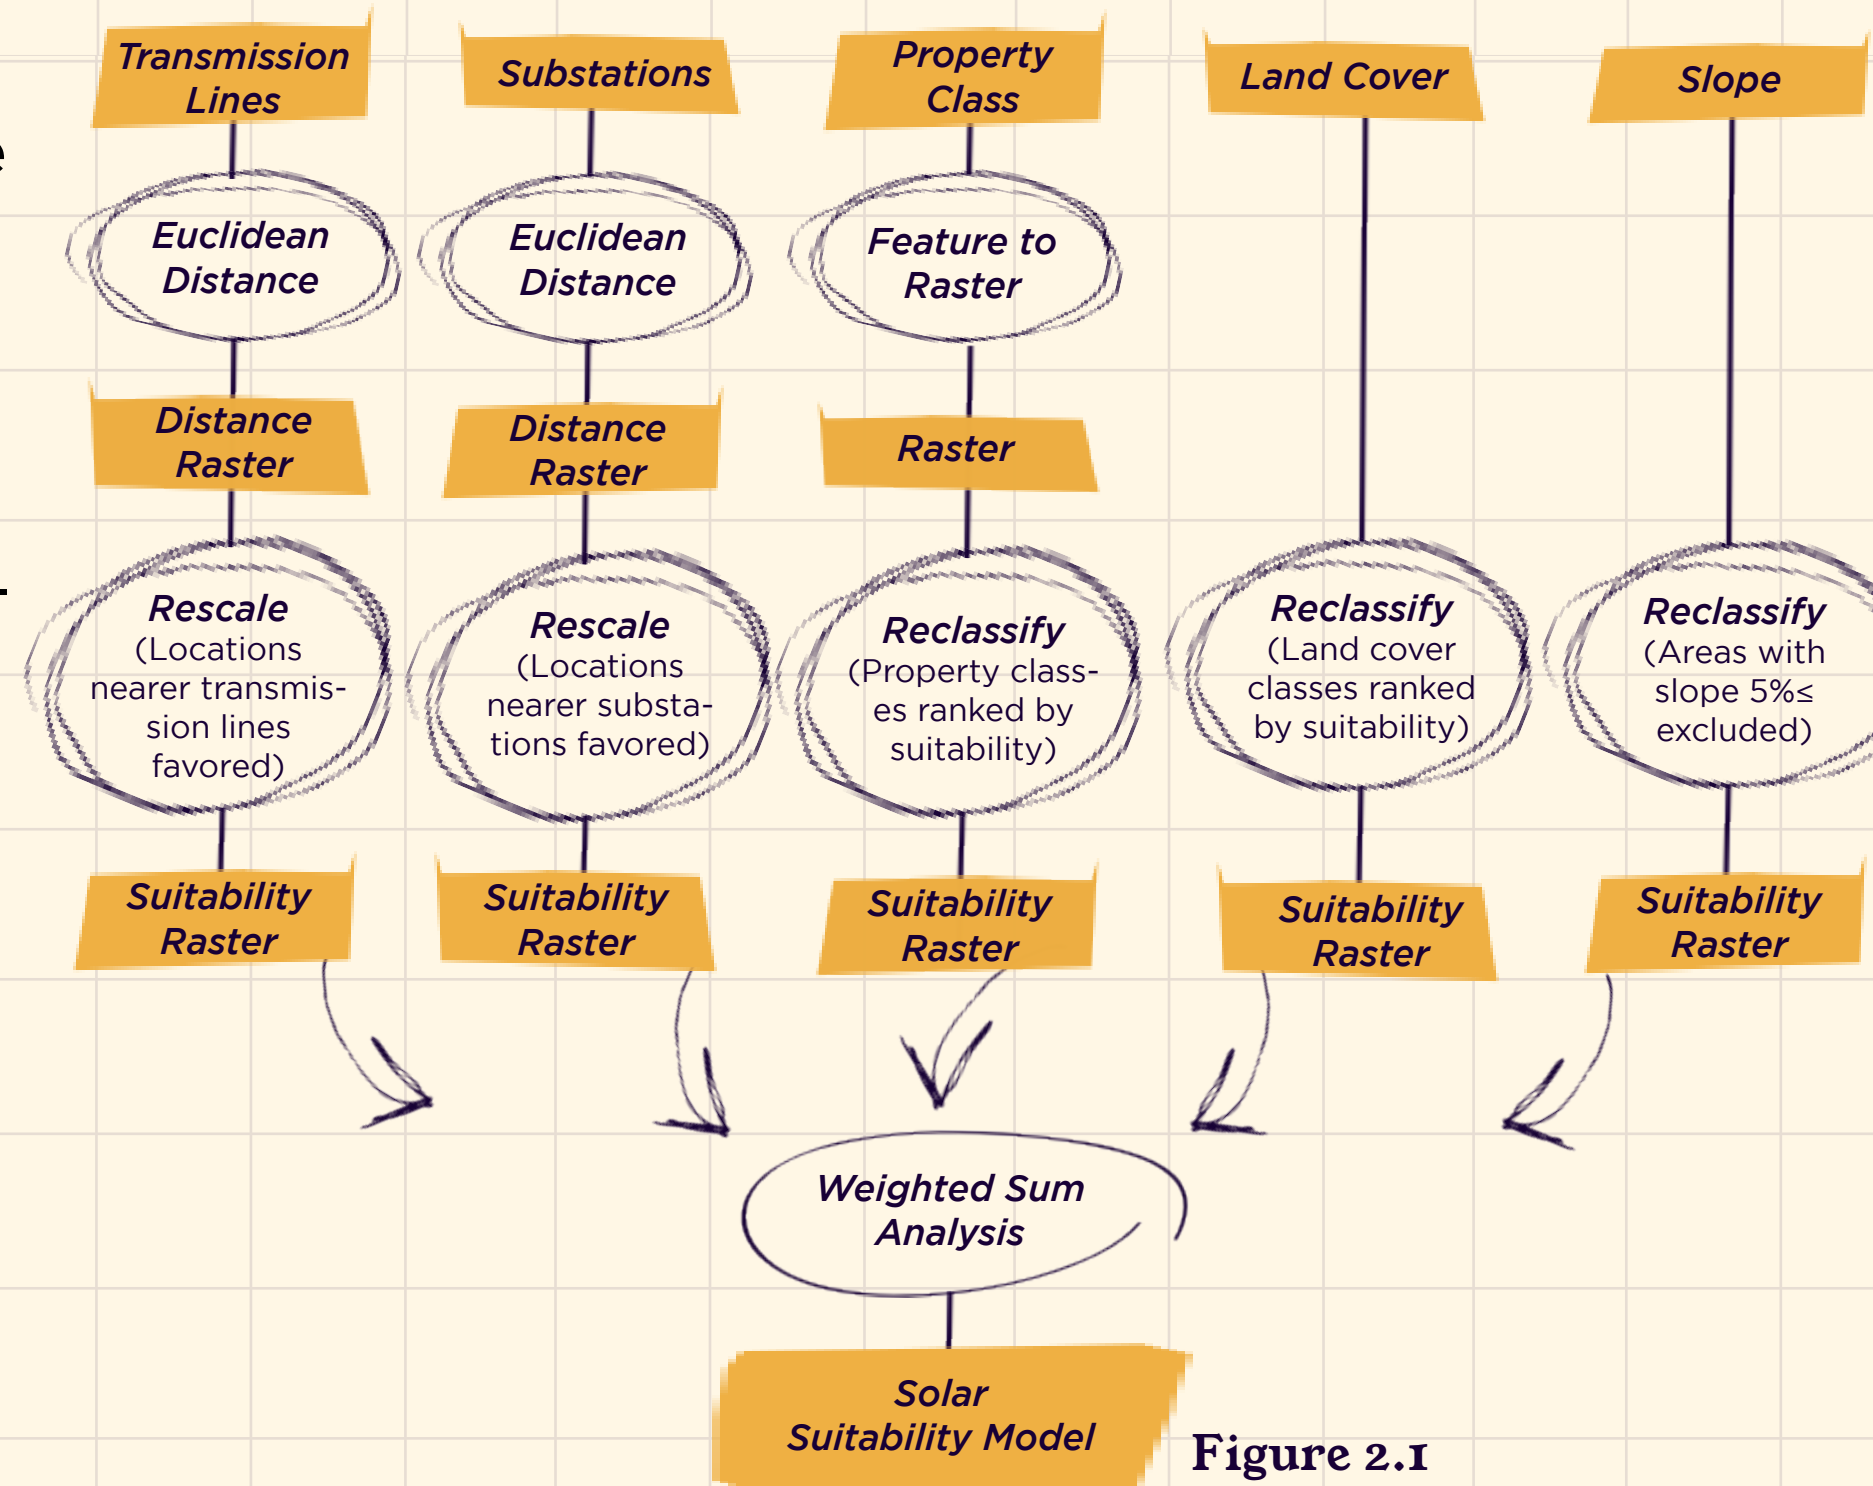 Transmission
Lines
Substations
Property
Class
Land Cover
Slope
Euclidean
Distance
Euclidean
Distance
Feature to
Raster
Distance
Raster
Distance
Raster
Raster
Rescale
(Locations
nearer transmis-
sion lines
favored)
Rescale
(Locations
nearer substa-
tions favored)
Reclassify
(Property class-
es ranked by
suitability)
Reclassify
(Land cover
classes ranked
by suitability)
Reclassify
(Areas with
slope 5%≤
excluded)
Suitability
Raster
Suitability
Raster
Suitability
Raster
Suitability
Raster
Suitability
Raster
Weighted Sum
Analysis
Solar
Suitability Model
Figure 2.1